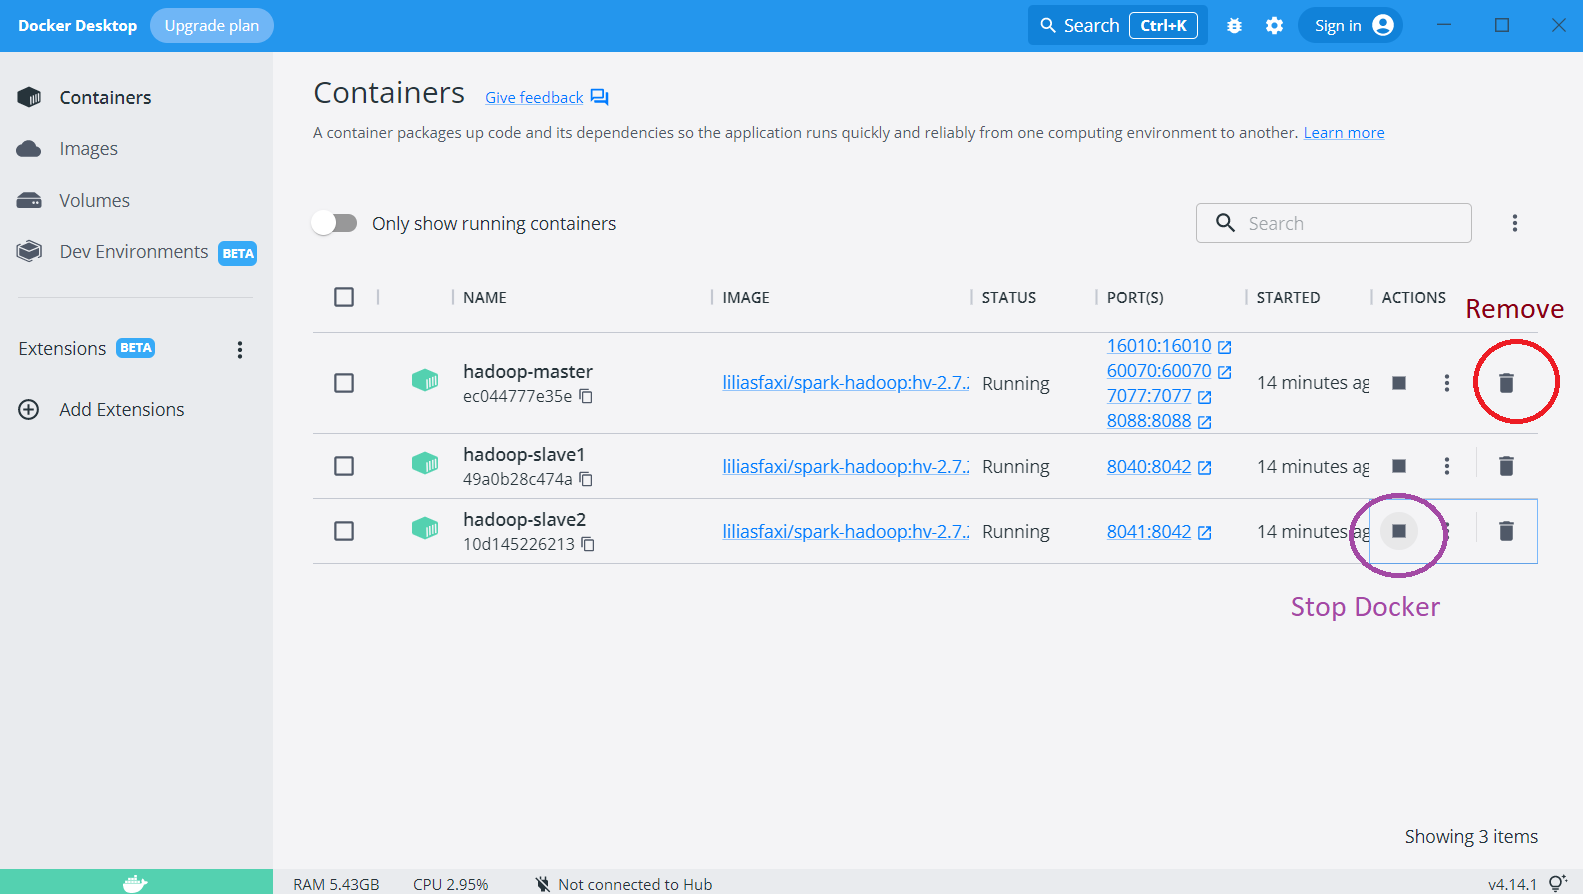 Docker Desktop Upgrade plan Search Ctrl+K Sign in
Containers
Images
Volumes
Dev Environments BETA
Extensions BETA
Add Extensions
Containers Give feedback
A container packages up code and its dependencies so the application runs quickly and reliably from one computing environment to another. Learn more
Only show running containers Search
NAME IMAGE STATUS PORT(S) STARTED ACTIONS
Remove
hadoop-master
ec044777e35e
liliasfaxi/spark-hadoop:hv-2.7.: Running
16010:16010
60070:60070
7077:7077
8088:8088
14 minutes ag
hadoop-slave1
49a0b28c474a
liliasfaxi/spark-hadoop:hv-2.7.: Running 8040:8042 14 minutes ag
hadoop-slave2
10d145226213
liliasfaxi/spark-hadoop:hv-2.7.: Running 8041:8042 14 minutes ag
Stop Docker
Showing 3 items
RAM 5.43GB CPU 2.95% Not connected to Hub v4.14.1